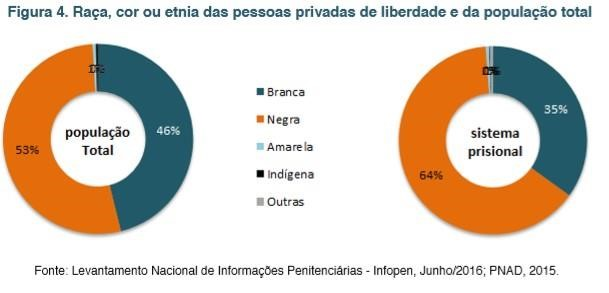 Figura 4. Raça, cor ou etnia das pessoas privadas de liberdade e da população total
46%
53%
população
Total
Branca
Negra
Amarela
Indígena
Outras
35%
64%
sistema
prisional
Fonte: Levantamento Nacional de Informações Penitenciárias - Infopen, Junho/2016; PNAD, 2015.